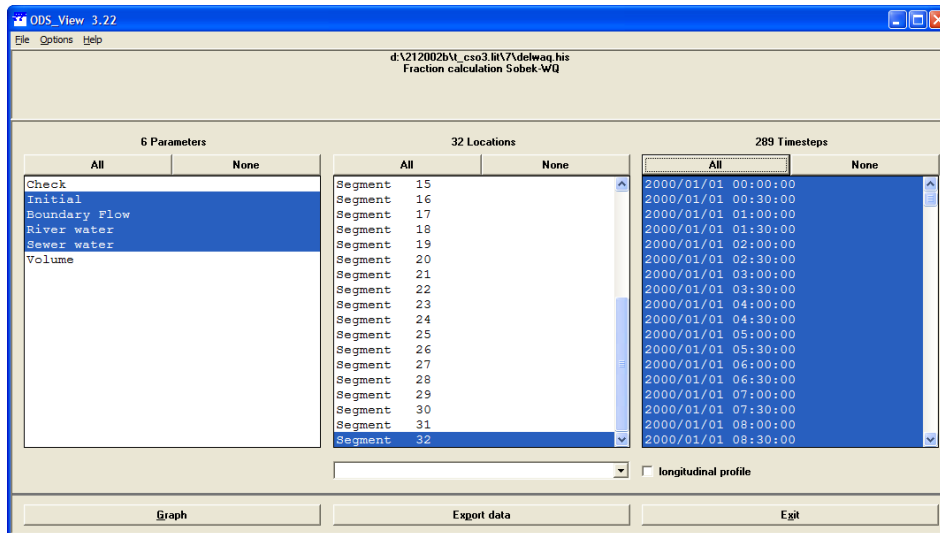 ODS_View 3.22
File Options Help
d:\212002b\t_cso3.lit\7\delwaq.his
Fraction calculation Sobek-WQ
6 Parameters
All None
Check
Initial
Boundary Flow
River water
Sewer water
Volume
32 Locations
All None
Segment 15
Segment 16
Segment 17
Segment 18
Segment 19
Segment 20
Segment 21
Segment 22
Segment 23
Segment 24
Segment 25
Segment 26
Segment 27
Segment 28
Segment 29
Segment 30
Segment 31
Segment 32
289 Timesteps
All None
2000/01/01 00:00:00
2000/01/01 00:30:00
2000/01/01 01:00:00
2000/01/01 01:30:00
2000/01/01 02:00:00
2000/01/01 02:30:00
2000/01/01 03:00:00
2000/01/01 03:30:00
2000/01/01 04:00:00
2000/01/01 04:30:00
2000/01/01 05:00:00
2000/01/01 05:30:00
2000/01/01 06:00:00
2000/01/01 06:30:00
2000/01/01 07:00:00
2000/01/01 07:30:00
2000/01/01 08:00:00
2000/01/01 08:30:00
longitudinal profile
Graph Export data Exit